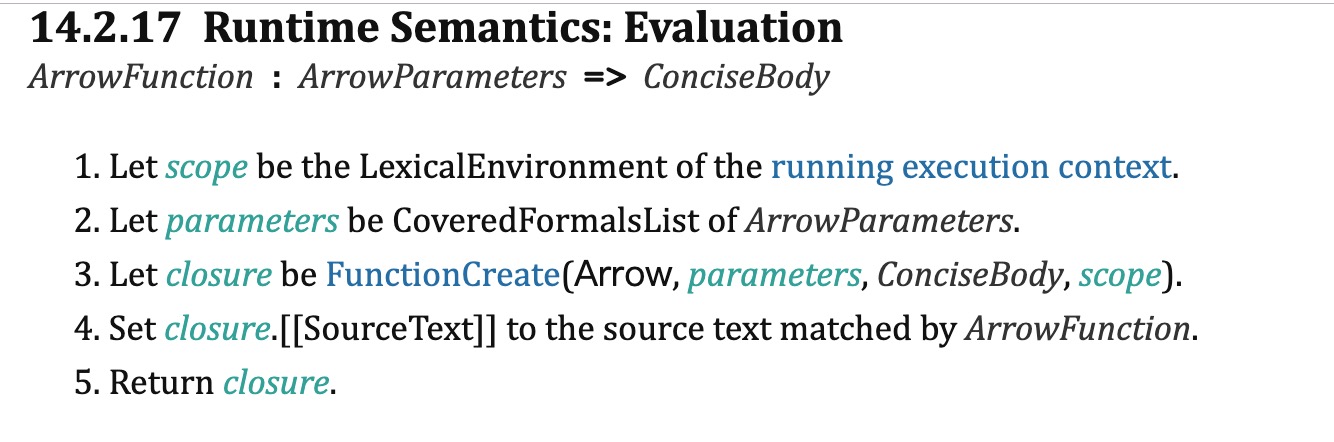 14.2.17 Runtime Semantics: Evaluation
ArrowFunction : ArrowParameters => ConciseBody
1. Let scope be the LexicalEnvironment of the running execution context.
2. Let parameters be CoveredFormalsList of ArrowParameters.
3. Let closure be FunctionCreate(Arrow, parameters, ConciseBody, scope).
4. Set closure.[[SourceText]] to the source text matched by ArrowFunction.
5. Return closure.